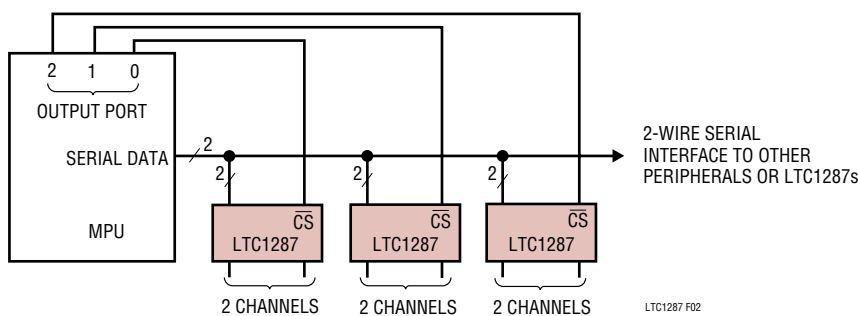 2 1 0
OUTPUT PORT
SERIAL DATA
2
2-WIRE SERIAL
INTERFACE TO OTHER
PERIPHERALS OR LTC1287s
2 2 2
MPU
CS CS CS
LTC1287 LTC1287 LTC1287
2 CHANNELS 2 CHANNELS 2 CHANNELS
LTC1287 F02